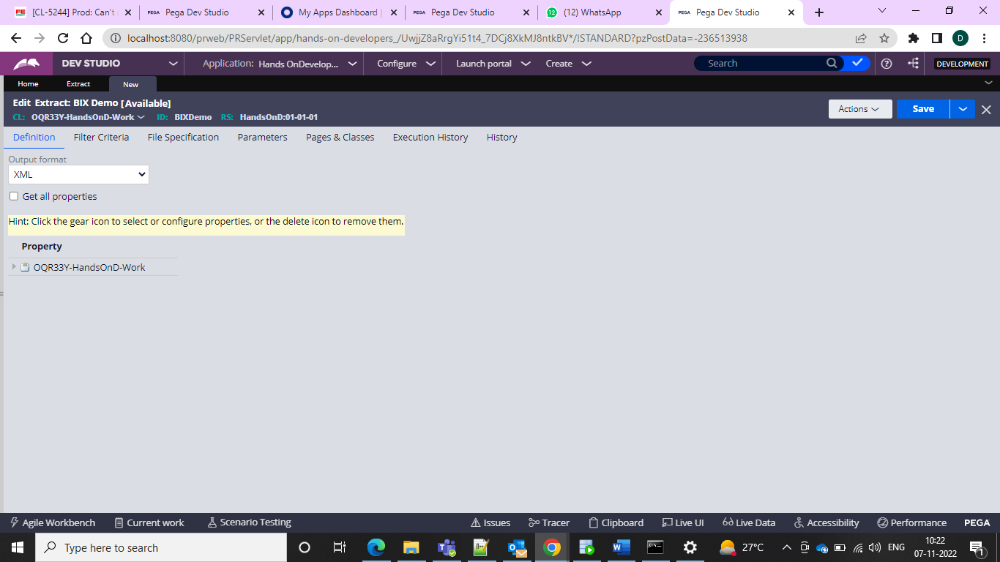 [CL-5244] Prod: Can't
PEGA Pega Dev Studio
My Apps Dashboard |
PEGA Pega Dev Studio
(12) WhatsApp
PEGA Pega Dev Studio
localhost:8080/prweb/PRServlet/app/hands-on-developers_/UwjjZ8aRrgYi51t4_7DCj8XkMJ8ntkBV*/!STANDARD?pzPostData=-236513938
D
DEV STUDIO
Application: Hands OnDevelop...
Configure
Launch portal
Create
Search
DEVELOPMENT
Home
Extract
New
Edit Extract: BIX Demo [Available]
CL: OQR33Y-HandsOnD-Work ID: BIXDemo RS: HandsOnD:01-01-01
Actions
Save
Definition
Filter Criteria
File Specification
Parameters
Pages & Classes
Execution History
History
Output format
XML
Get all properties
Hint: Click the gear icon to select or configure properties, or the delete icon to remove them.
Property
OQR33Y-HandsOnD-Work
Agile Workbench
Current work
Scenario Testing
Issues
Tracer
Clipboard
Live UI
Live Data
Accessibility
Performance
PEGA
Type here to search
27°C
ENG
10:22
07-11-2022
1